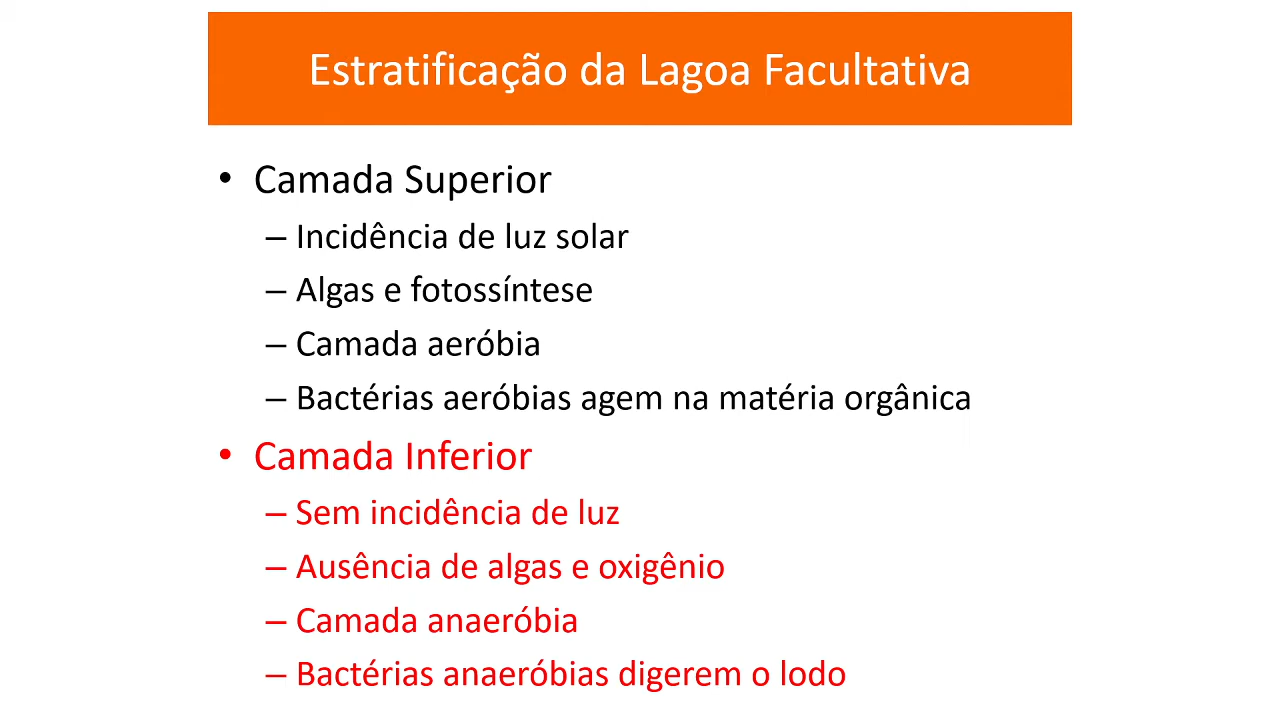 Estratificação da Lagoa Facultativa
• Camada Superior
– Incidência de luz solar
– Algas e fotossíntese
– Camada aeróbia
– Bactérias aeróbias agem na matéria orgânica
• Camada Inferior
– Sem incidência de luz
– Ausência de algas e oxigênio
– Camada anaeróbia
– Bactérias anaeróbias digerem o lodo